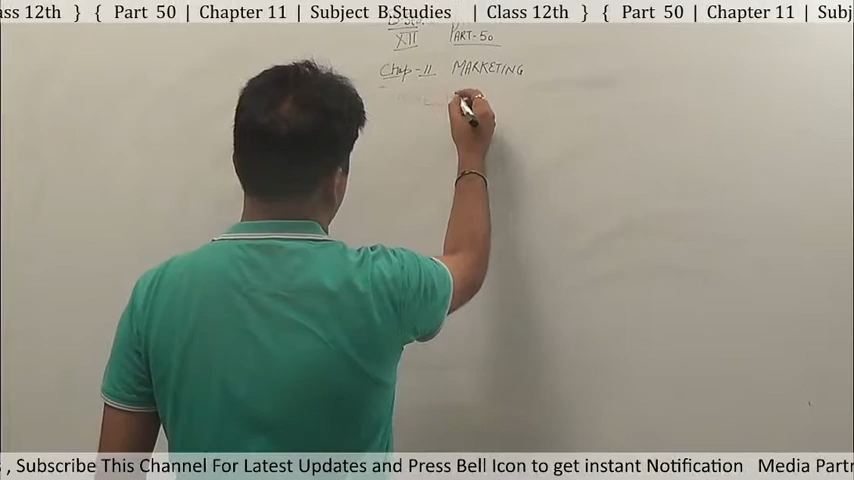 ass 12th } { Part 50 | Chapter 11 | Subject B.Studies | Class 12th } { Part 50 | Chapter 11 | Subj
XII PART-50
Chap-11 MARKETING
s , Subscribe This Channel For Latest Updates and Press Bell Icon to get instant Notification Media Partn